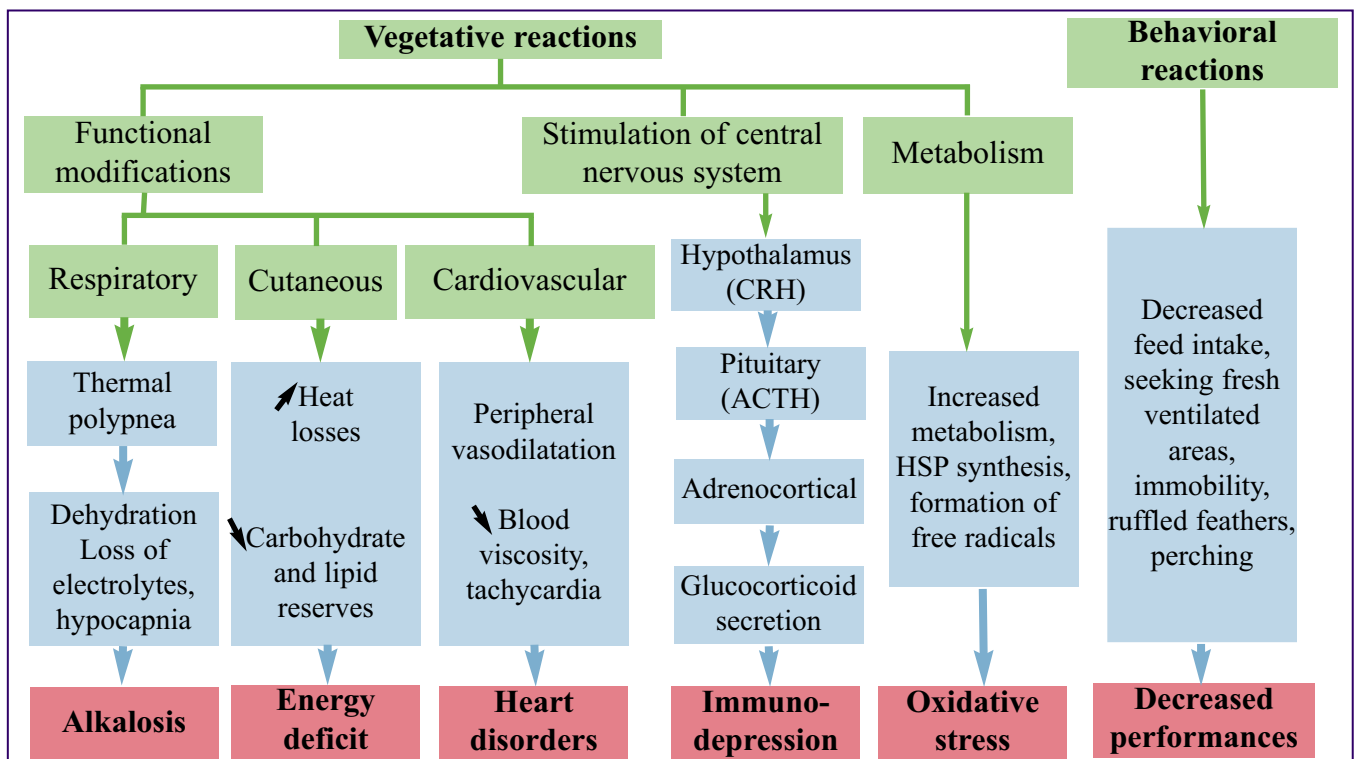 Vegetative reactions
Behavioral
reactions
Functional
modifications
Stimulation of central
nervous system
Metabolism
Respiratory
Cutaneous
Cardiovascular
Hypothalamus
(CRH)
Thermal
polypnea
Heat
losses
Carbohydrate
and lipid
reserves
Peripheral
vasodilatation
Blood
viscosity,
tachycardia
Pituitary
(ACTH)
Increased
metabolism,
HSP synthesis,
formation of
free radicals
Decreased
feed intake,
seeking fresh
ventilated
areas,
immobility,
ruffled feathers,
perching
Dehydration
Loss of
electrolytes,
hypocapnia
Adrenocortical
Glucocorticoid
secretion
Alkalosis
Energy
deficit
Heart
disorders
Immuno-
depression
Oxidative
stress
Decreased
performances